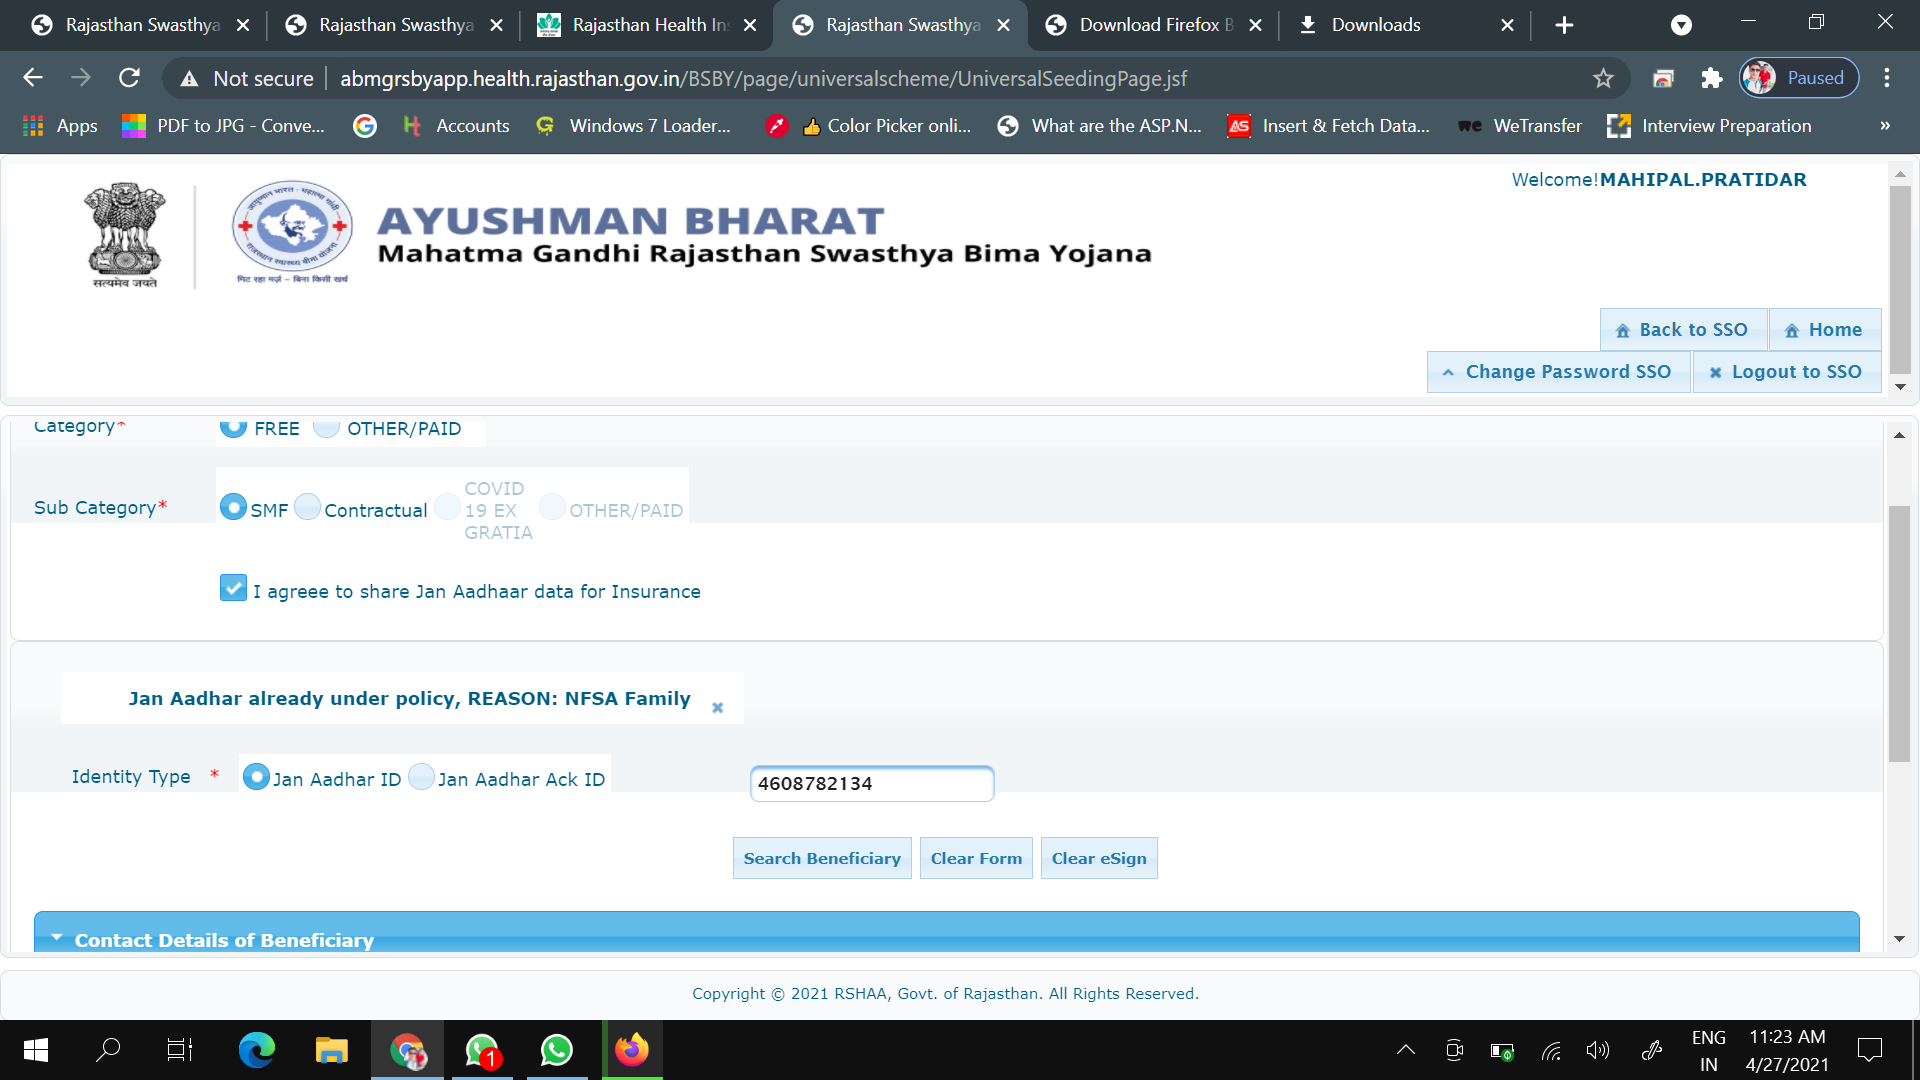 Rajasthan Swasthya
Rajasthan Swasthya
Rajasthan Health Ins
Rajasthan Swasthya
Download Firefox B
Downloads
Not secure
abmgrsbyapp.health.rajasthan.gov.in/BSBY/page/universalscheme/UniversalSeedingPage.jsf
Paused
Apps
PDF to JPG - Conve...
Accounts
Windows 7 Loader...
Color Picker onli...
What are the ASP.N...
Insert & Fetch Data...
WeTransfer
Interview Preparation
Welcome!MAHIPAL.PRATIDAR
सत्यमेव जयते
मिट रहा मर्ज़ – बिना किसी खर्च
AYUSHMAN BHARAT
Mahatma Gandhi Rajasthan Swasthya Bima Yojana
Back to SSO
Home
Change Password SSO
Logout to SSO
Category*
FREE
OTHER/PAID
Sub Category*
SMF
Contractual
COVID
19 EX
GRATIA
OTHER/PAID
I agreee to share Jan Aadhaar data for Insurance
Jan Aadhar already under policy, REASON: NFSA Family
Identity Type *
Jan Aadhar ID
Jan Aadhar Ack ID
4608782134
Search Beneficiary
Clear Form
Clear eSign
Contact Details of Beneficiary
Copyright © 2021 RSHAA, Govt. of Rajasthan. All Rights Reserved.
1
ENG
IN
11:23 AM
4/27/2021